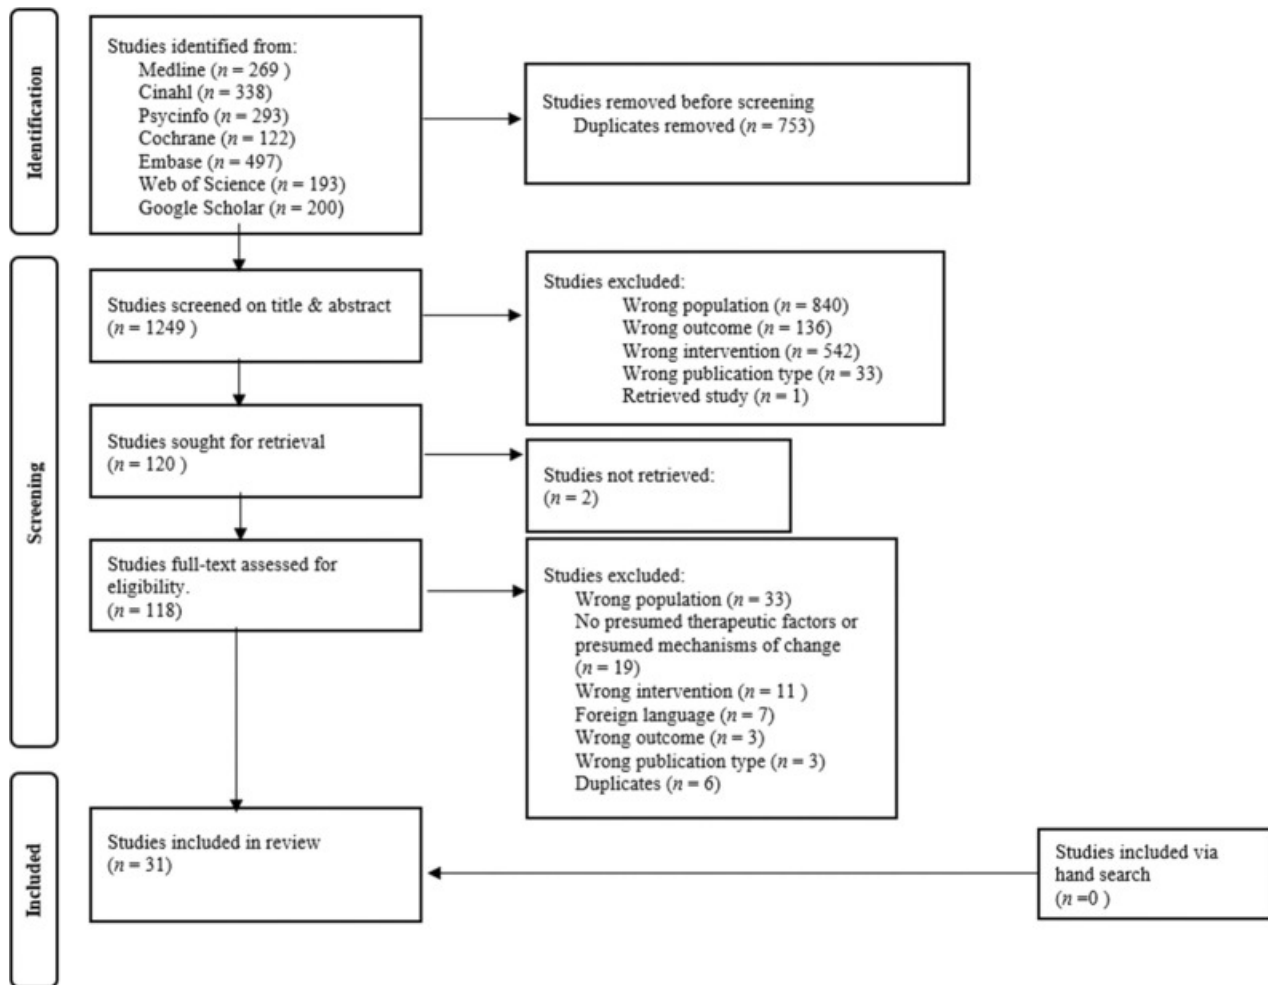 Identification
Studies identified from:
Medline (n = 269 )
Cinahl (n = 338)
Psycinfo (n = 293)
Cochrane (n = 122)
Embase (n = 497)
Web of Science (n = 193)
Google Scholar (n = 200)
Studies removed before screening
Duplicates removed (n = 753)
Screening
Studies screened on title & abstract
(n = 1249 )
Studies excluded:
Wrong population (n = 840)
Wrong outcome (n = 136)
Wrong intervention (n = 542)
Wrong publication type (n = 33)
Retrieved study (n = 1)
Studies sought for retrieval
(n = 120 )
Studies not retrieved:
(n = 2)
Studies full-text assessed for
eligibility.
(n = 118)
Studies excluded:
Wrong population (n = 33)
No presumed therapeutic factors or
presumed mechanisms of change
(n = 19)
Wrong intervention (n = 11 )
Foreign language (n = 7)
Wrong outcome (n = 3)
Wrong publication type (n = 3)
Duplicates (n = 6)
Included
Studies included in review
(n = 31)
Studies included via
hand search
(n =0 )